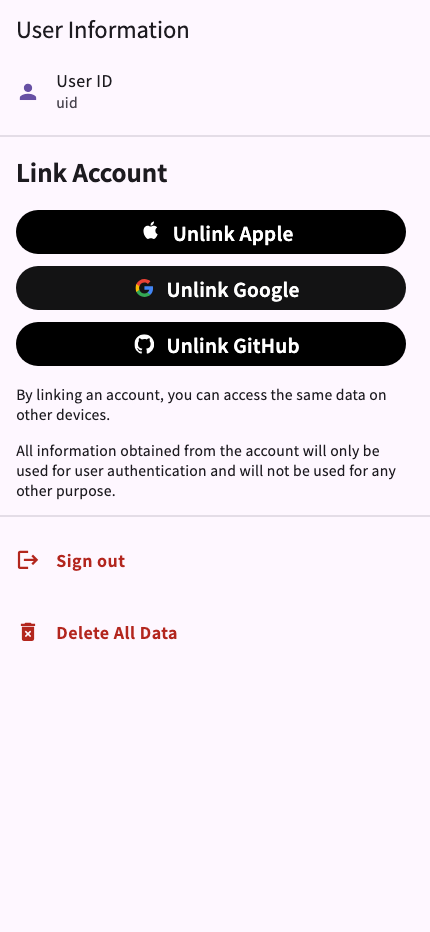 User Information
User ID
uid
Link Account
Unlink Apple
Unlink Google
Unlink GitHub
By linking an account, you can access the same data on
other devices.
All information obtained from the account will only be
used for user authentication and will not be used for any
other purpose.
Sign out
Delete All Data